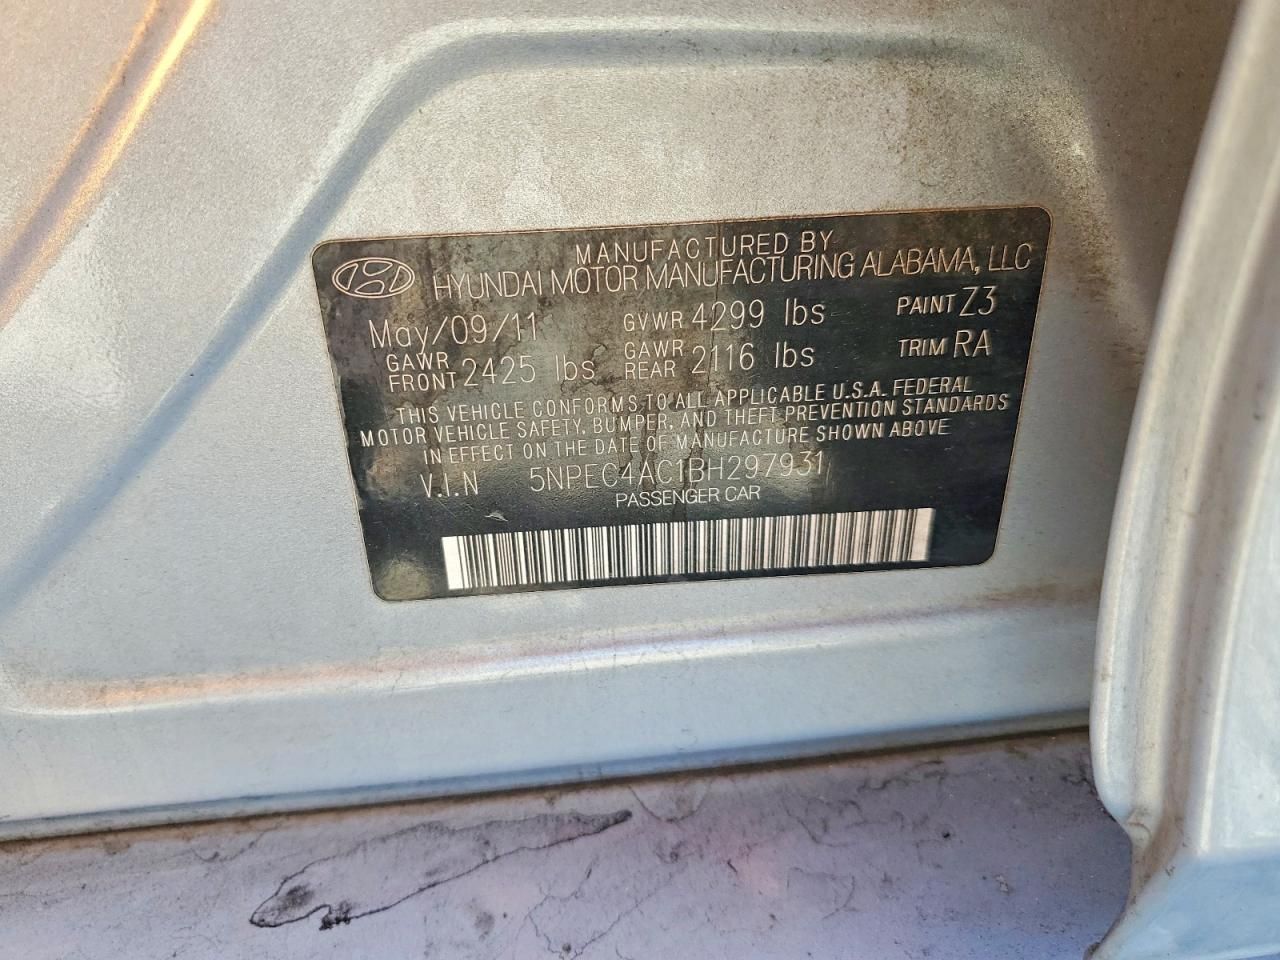 MANUFACTURED BY
HYUNDAI MOTOR MANUFACTURING ALABAMA, LLC
May/09/11 GVWR 4299 lbs PAINT Z3
GAWR FRONT 2425 lbs GAWR REAR 2116 lbs TRIM RA
THIS VEHICLE CONFORMS TO ALL APPLICABLE U.S.A. FEDERAL
MOTOR VEHICLE SAFETY, BUMPER, AND THEFT PREVENTION STANDARDS
IN EFFECT ON THE DATE OF MANUFACTURE SHOWN ABOVE
V.I.N 5NPEC4AC1BH297931
PASSENGER CAR